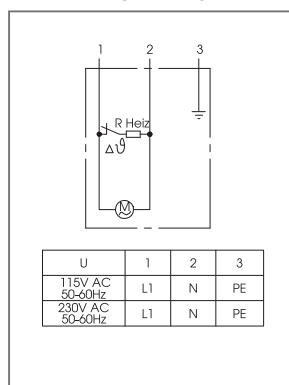 1 2 3
R Heiz
Δϑ
M
U 1 2 3
115V AC
50-60Hz L1 N PE
230V AC
50-60Hz L1 N PE